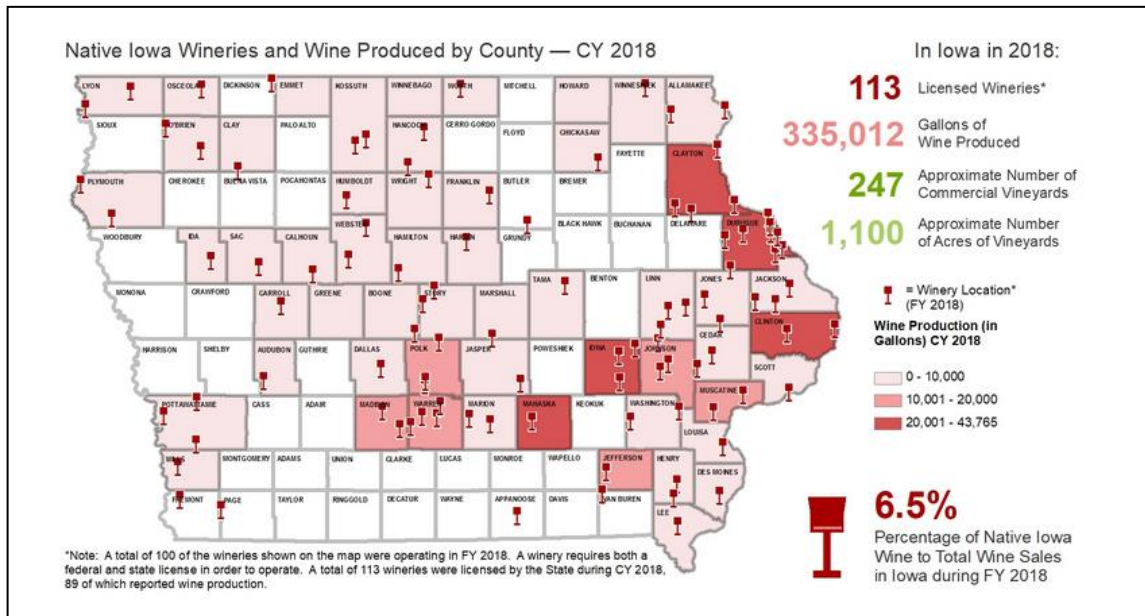 Native Iowa Wineries and Wine Produced by County — CY 2018
In Iowa in 2018:
113 Licensed Wineries*
335,012 Gallons of
Wine Produced
247 Approximate Number of
Commercial Vineyards
1,100 Approximate Number
of Acres of Vineyards
= Winery Location*
(FY 2018)
Wine Production (in
Gallons) CY 2018
0 - 10,000
10,001 - 20,000
20,001 - 43,765
6.5%
Percentage of Native Iowa
Wine to Total Wine Sales
in Iowa during FY 2018
LYON OSCEOLA DICKINSON EMMET KOSSUTH WINNEBAGO WORTH MITCHELL HOWARD WINNESHIEK ALLAMAKEE
SIOUX O'BRIEN CLAY PALO ALTO HANCOCK CERRO GORDO FLOYD CHICKASAW
FAYETTE CLAYTON
PLYMOUTH CHEROKEE BUENA VISTA POCAHONTAS HUMBOLDT WRIGHT FRANKLIN BUTLER BREMER
WOODBURY IDA SAC CALHOUN WEBSTER HAMILTON HARDIN GRUNDY BLACK HAWK BUCHANAN DELAWARE DUBUQUE
MONONA CRAWFORD CARROLL GREENE BOONE STORY MARSHALL TAMA BENTON LINN JONES JACKSON
HARRISON SHELBY AUDUBON GUTHRIE DALLAS POLK JASPER POWESHIEK IOWA JOHNSON CEDAR CLINTON
SCOTT
POTTAWATTAMIE CASS ADAIR MADISON WARREN MARION MAHASKA KEOKUK WASHINGTON MUSCATINE
LOUISA
MILLS MONTGOMERY ADAMS UNION CLARKE LUCAS MONROE WAPELLO JEFFERSON HENRY DES MOINES
FREMONT PAGE TAYLOR RINGGOLD DECATUR WAYNE APPANOOSE DAVIS VAN BUREN
LEE
*Note: A total of 100 of the wineries shown on the map were operating in FY 2018. A winery requires both a
federal and state license in order to operate. A total of 113 wineries were licensed by the State during CY 2018,
89 of which reported wine production.